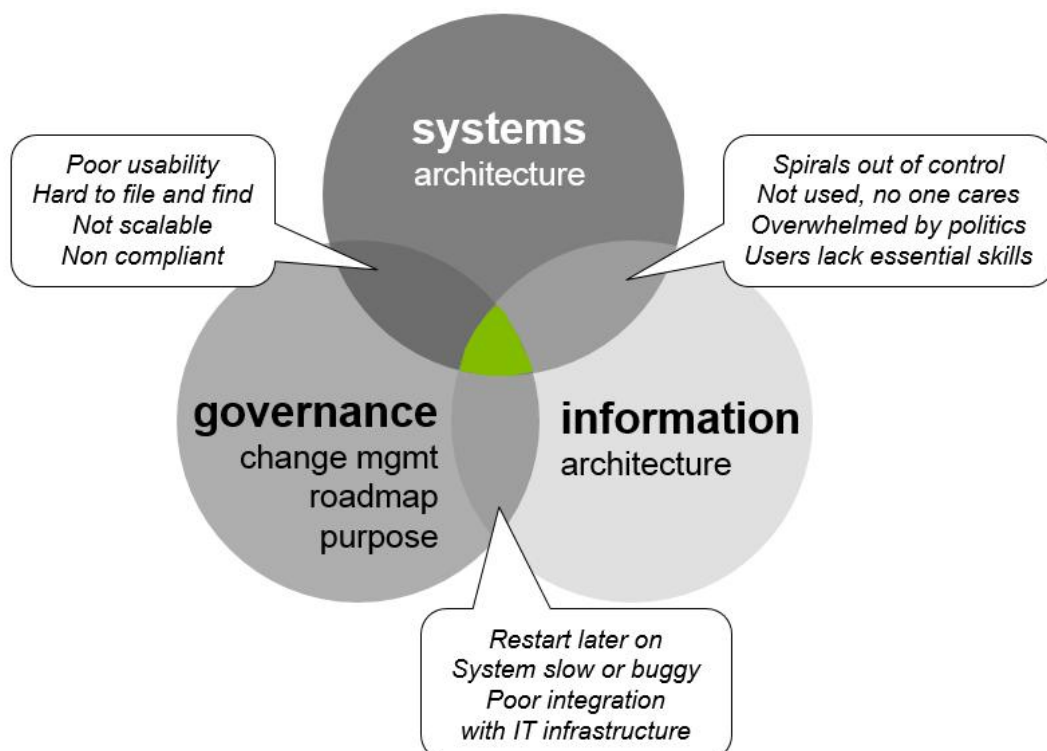 systems
architecture
Poor usability
Hard to file and find
Not scalable
Non compliant
Spirals out of control
Not used, no one cares
Overwhelmed by politics
Users lack essential skills
governance
change mgmt
roadmap
purpose
information
architecture
Restart later on
System slow or buggy
Poor integration
with IT infrastructure